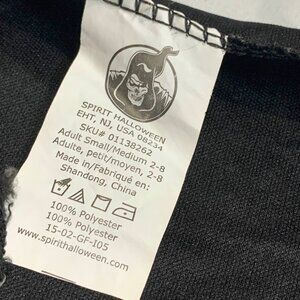 SPIRIT HALLOWEEN
EHT, NJ, USA 08234
SKU# 01138262
Adult Small/Medium 2-8
Adulte, petit/moyen, 2-8
Made in/Fabriqué en:
Shandong, China
100% Polyester
100% Polyester
15-02-GF-I05
www.spirithalloween.com